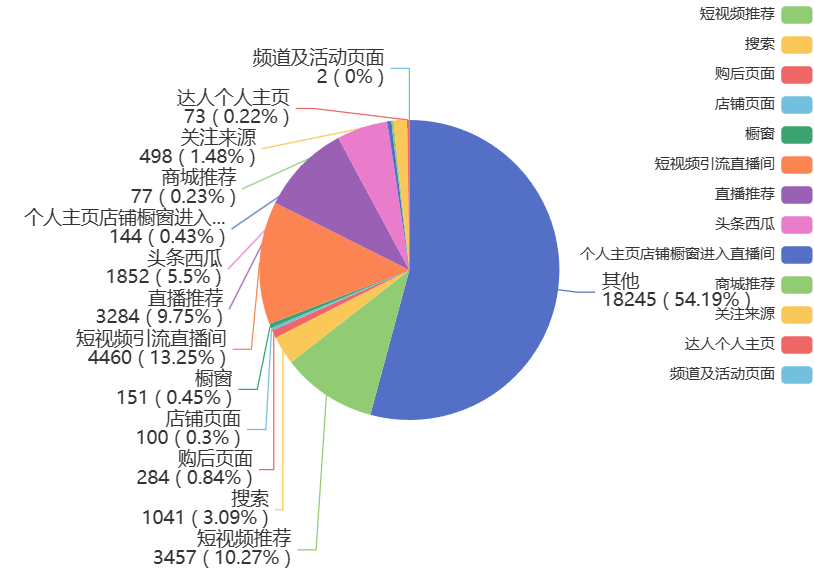 频道及活动页面
2 ( 0% )
达人个人主页
73 ( 0.22% )
关注来源
498 ( 1.48% )
商城推荐
77 ( 0.23% )
个人主页店铺橱窗进入...
144 ( 0.43% )
头条西瓜
1852 ( 5.5% )
直播推荐
3284 ( 9.75% )
短视频引流直播间
4460 ( 13.25% )
橱窗
151 ( 0.45% )
店铺页面
100 ( 0.3% )
购后页面
284 ( 0.84% )
搜索
1041 ( 3.09% )
短视频推荐
3457 ( 10.27% )
其他
18245 ( 54.19% )
短视频推荐
搜索
购后页面
店铺页面
橱窗
短视频引流直播间
直播推荐
头条西瓜
个人主页店铺橱窗进入直播间
商城推荐
关注来源
达人个人主页
频道及活动页面